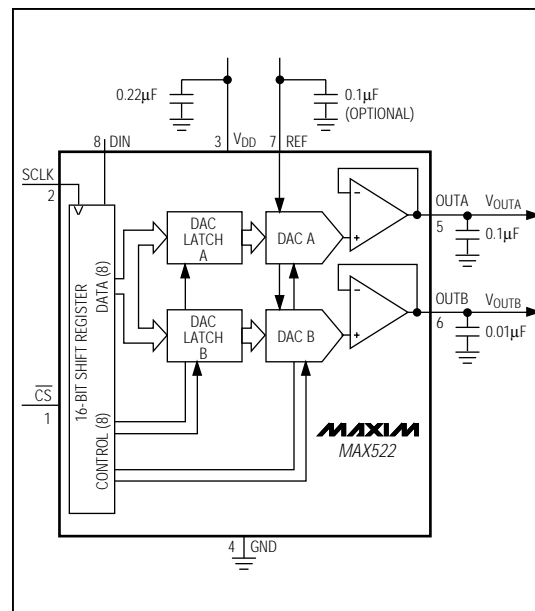 0.22µF
0.1µF
(OPTIONAL)
8 DIN
3 VDD
7 REF
SCLK
2
16-BIT SHIFT REGISTER
DATA (8)
CONTROL (8)
DAC
LATCH
A
DAC A
OUTA
5
VOUTA
0.1µF
DAC
LATCH
B
DAC B
OUTB
6
VOUTB
0.01µF
CS
1
MAXIM
MAX522
4 GND